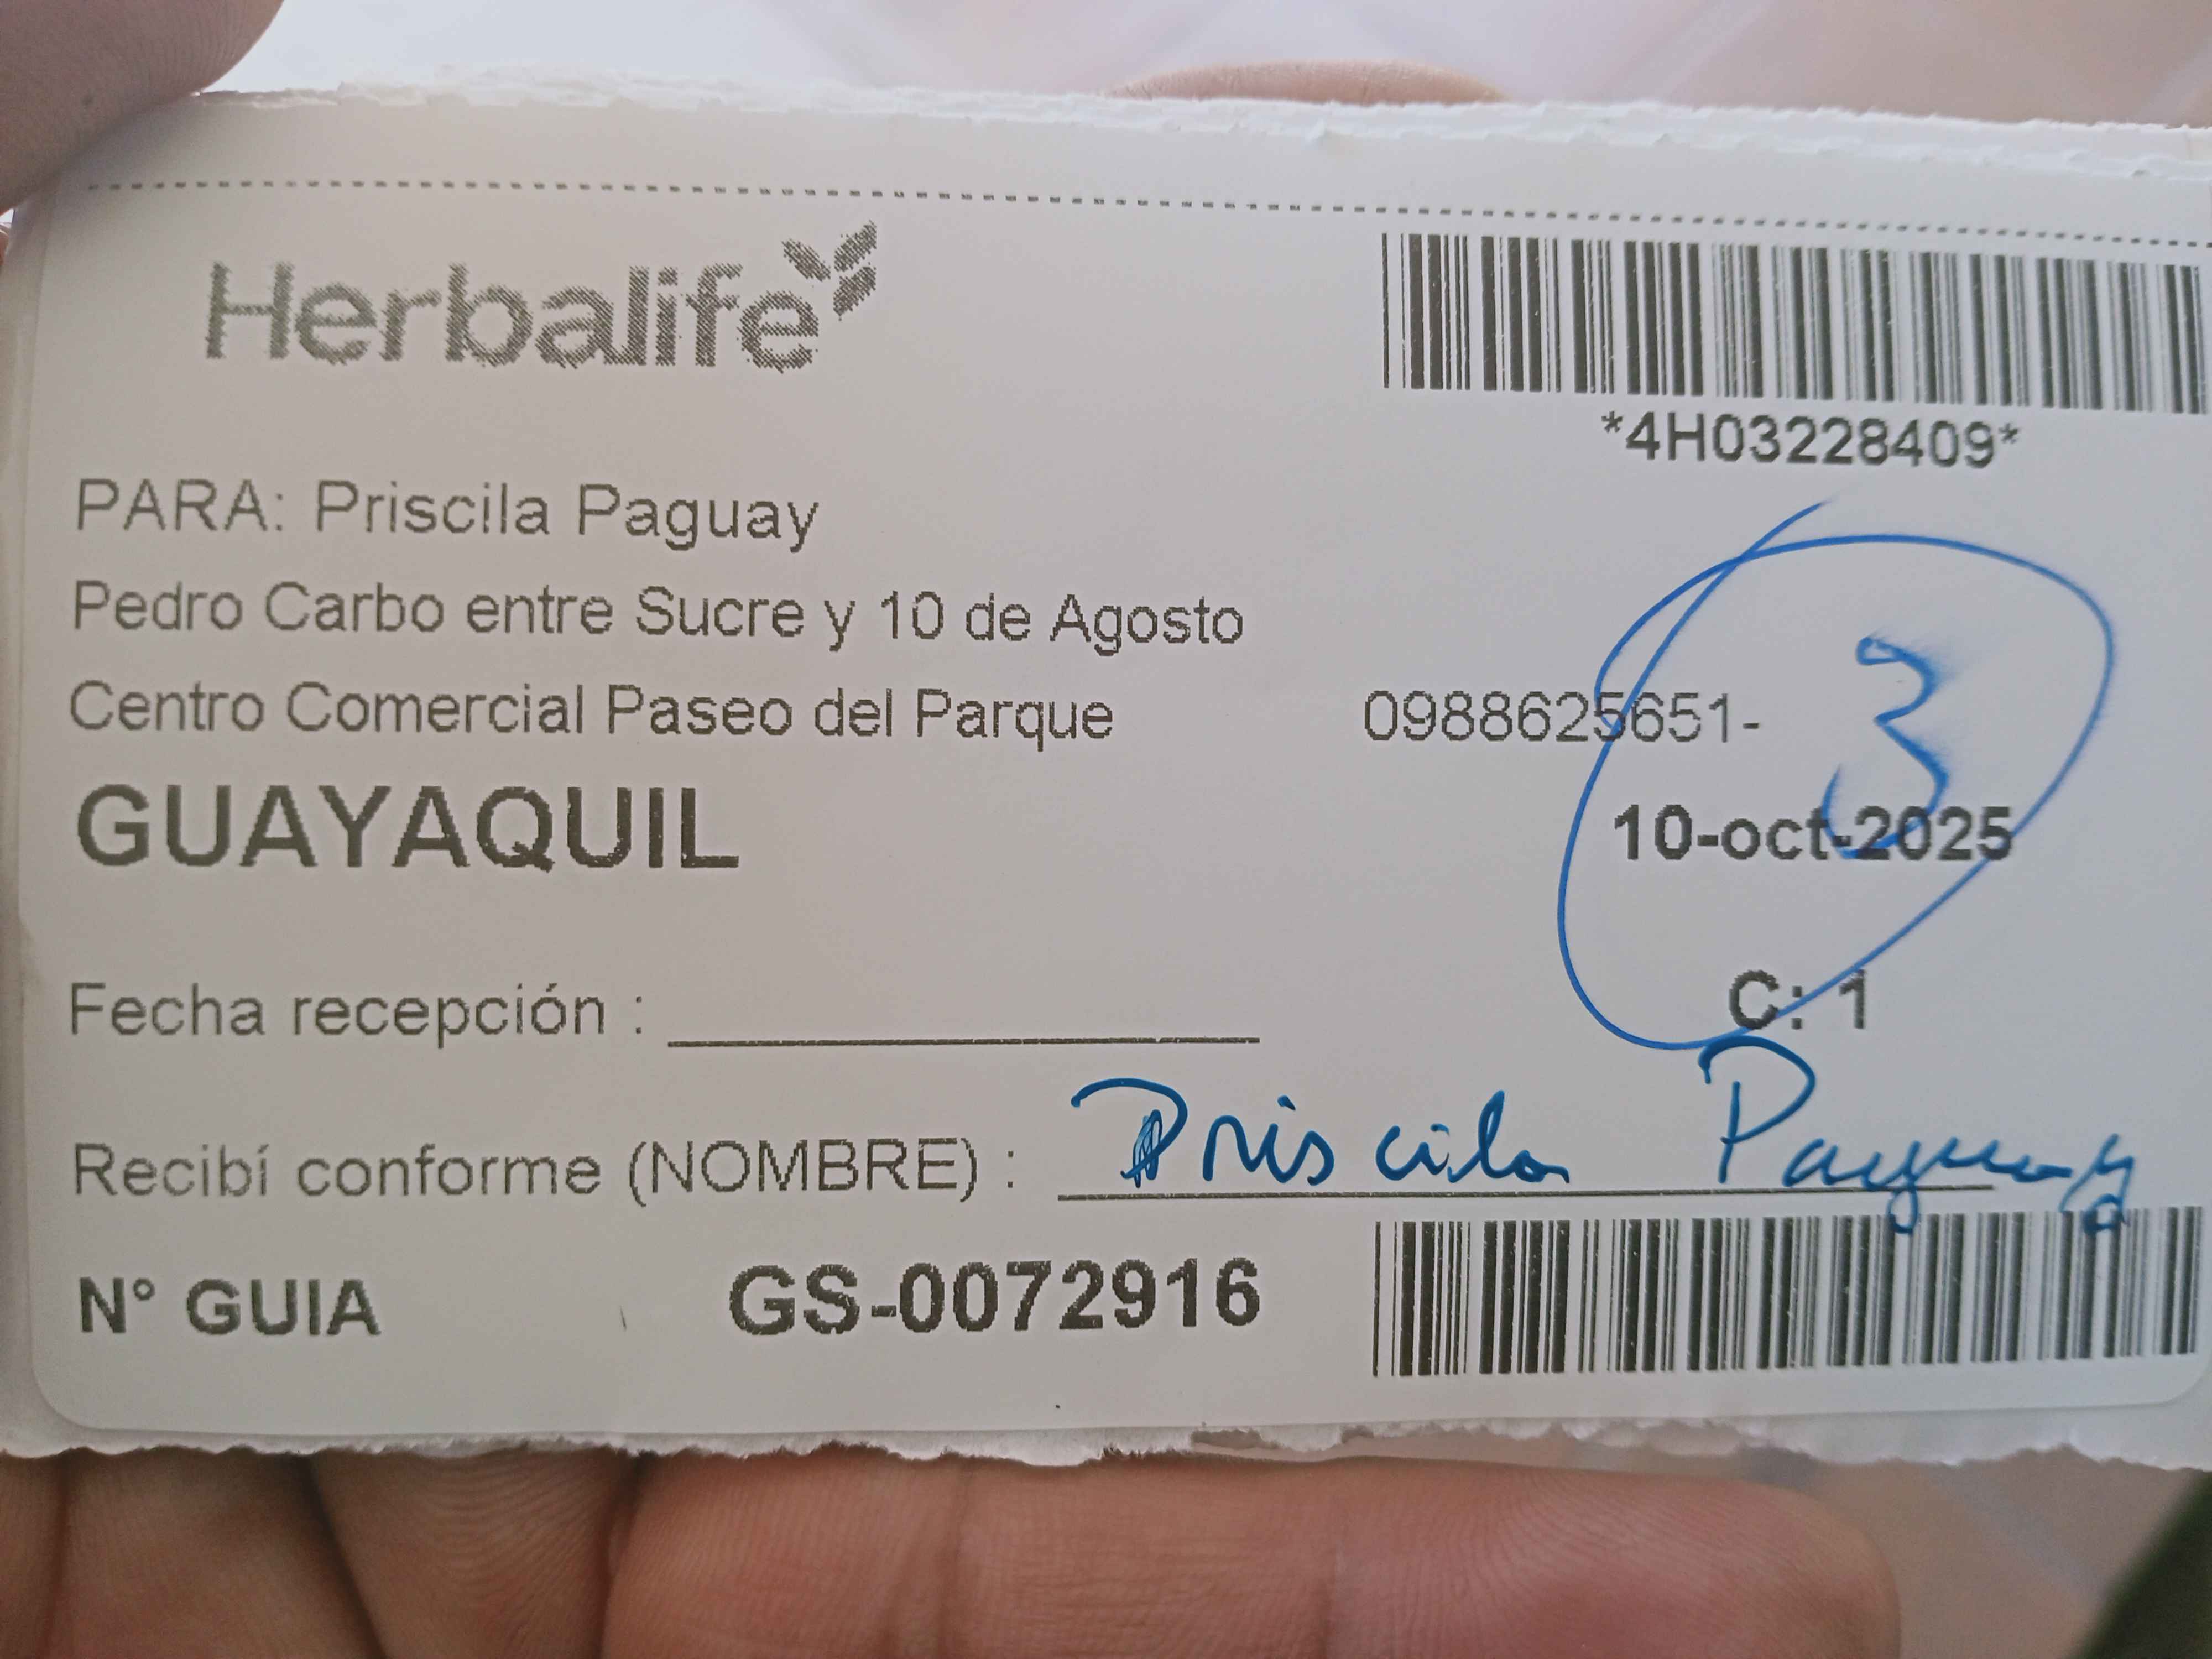 Herbalife
*4H03228409*
PARA: Priscila Paguay
Pedro Carbo entre Sucre y 10 de Agosto
Centro Comercial Paseo del Parque 0988625651-
3
GUAYAQUIL 10-oct-2025
Fecha recepción : C: 1
Recibí conforme (NOMBRE) : Priscila Paguay
N° GUIA GS-0072916